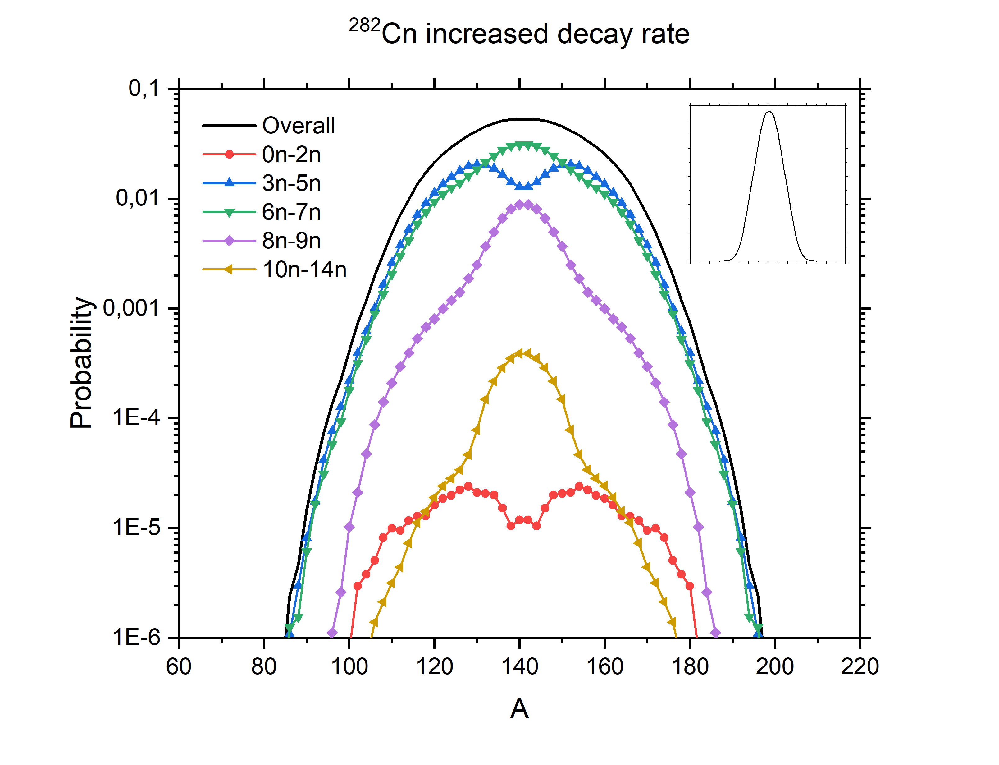 ²⁸²Cn increased decay rate
Overall
0n-2n
3n-5n
6n-7n
8n-9n
10n-14n
Probability
0,1
0,01
0,001
1E-4
1E-5
1E-6
60 80 100 120 140 160 180 200 220
A